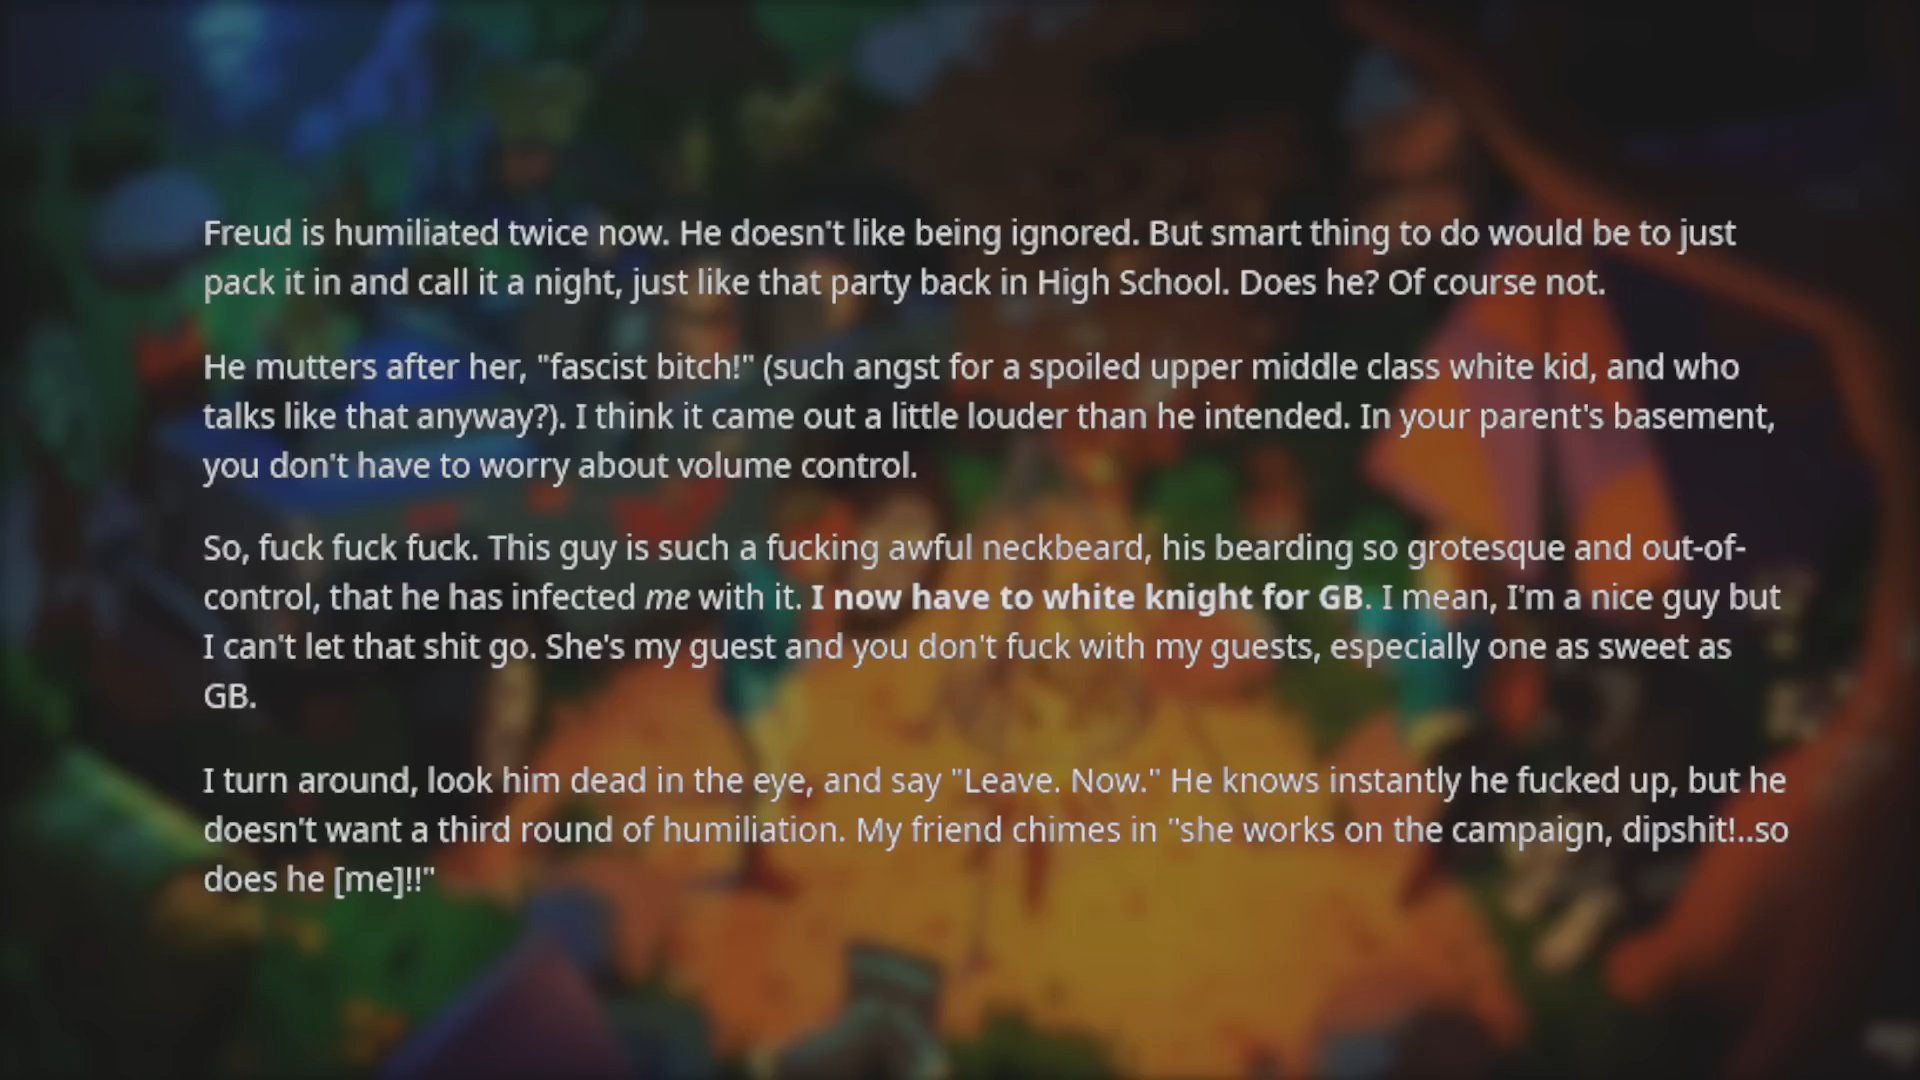 Freud is humiliated twice now. He doesn't like being ignored. But smart thing to do would be to just
pack it in and call it a night, just like that party back in High School. Does he? Of course not.
He mutters after her, "fascist bitch!" (such angst for a spoiled upper middle class white kid, and who
talks like that anyway?). I think it came out a little louder than he intended. In your parent's basement,
you don't have to worry about volume control.
So, fuck fuck fuck. This guy is such a fucking awful neckbeard, his bearding so grotesque and out-of-
control, that he has infected me with it. I now have to white knight for GB. I mean, I'm a nice guy but
I can't let that shit go. She's my guest and you don't fuck with my guests, especially one as sweet as
GB.
I turn around, look him dead in the eye, and say "Leave. Now." He knows instantly he fucked up, but he
doesn't want a third round of humiliation. My friend chimes in "she works on the campaign, dipshit!..so
does he [me]!!"